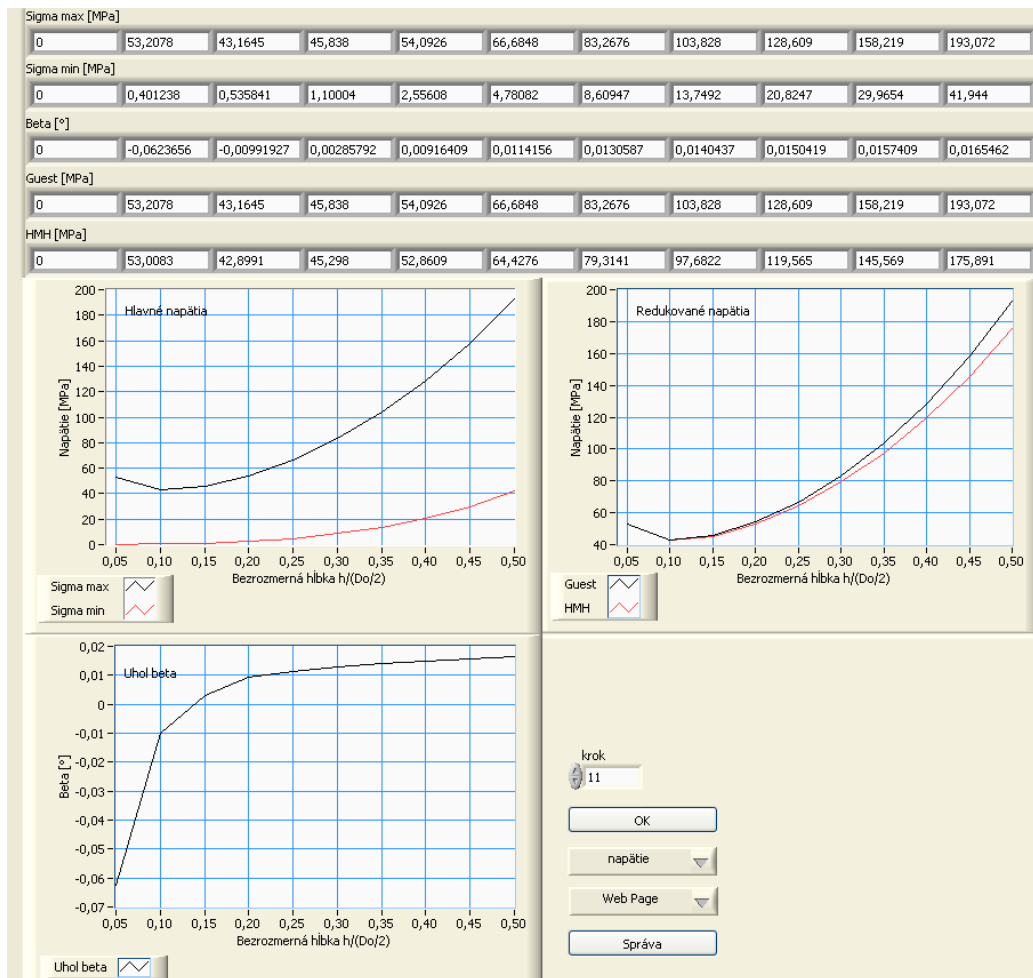 Sigma max [MPa]
0 53,2078 43,1645 45,838 54,0926 66,6848 83,2676 103,828 128,609 158,219 193,072
Sigma min [MPa]
0 0,401238 0,535841 1,10004 2,55608 4,78082 8,60947 13,7492 20,8247 29,9654 41,944
Beta [°]
0 -0,0623656 -0,00991927 0,00285792 0,00916409 0,0114156 0,0130587 0,0140437 0,0150419 0,0157409 0,0165462
Guest [MPa]
0 53,2078 43,1645 45,838 54,0926 66,6848 83,2676 103,828 128,609 158,219 193,072
HMH [MPa]
0 53,0083 42,8991 45,298 52,8609 64,4276 79,3141 97,6822 119,565 145,569 175,891
Hlavné napätia
Napätie [MPa]
200
180
160
140
120
100
80
60
40
20
0
0,05 0,10 0,15 0,20 0,25 0,30 0,35 0,40 0,45 0,50
Bezrozmerná hĺbka h/(Do/2)
Sigma max
Sigma min
Redukované napätia
Napätie [MPa]
200
180
160
140
120
100
80
60
40
0,05 0,10 0,15 0,20 0,25 0,30 0,35 0,40 0,45 0,50
Bezrozmerná hĺbka h/(Do/2)
Guest
HMH
Uhol beta
Beta [°]
0,02
0,01
0
-0,01
-0,02
-0,03
-0,04
-0,05
-0,06
-0,07
0,05 0,10 0,15 0,20 0,25 0,30 0,35 0,40 0,45 0,50
Bezrozmerná hĺbka h/(Do/2)
Uhol beta
krok
11
OK
napätie
Web Page
Správa